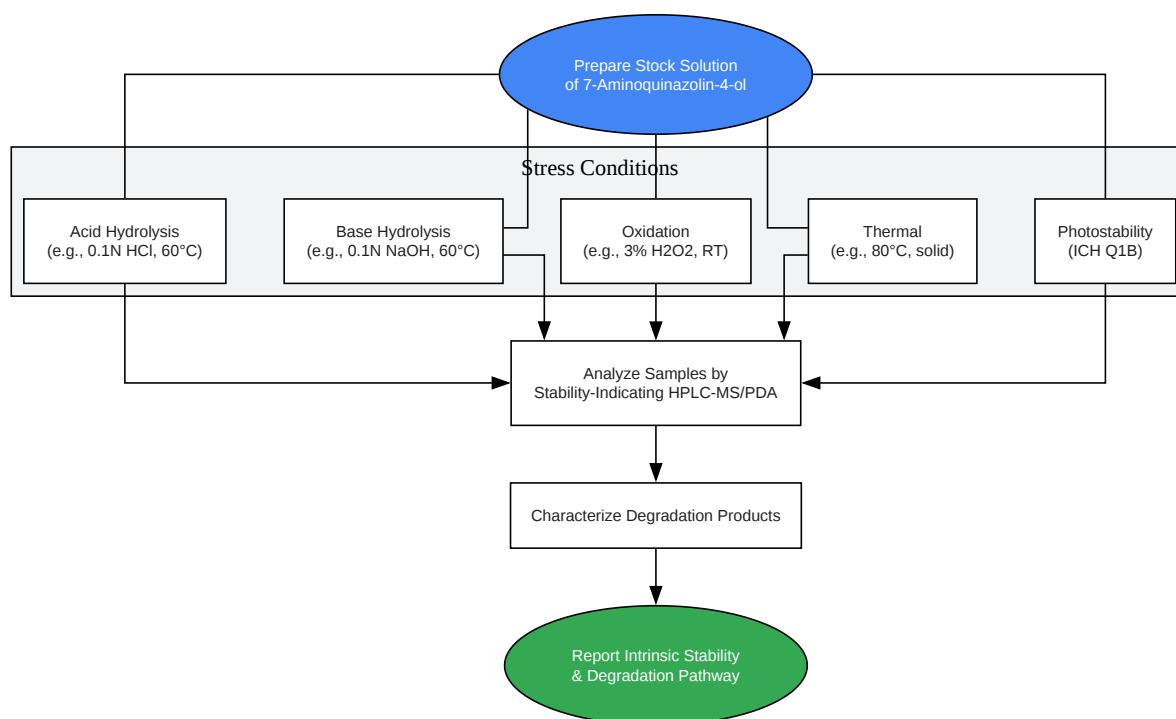 Prepare Stock Solution
of 7-Aminoquinazolin-4-ol
Stress Conditions
Acid Hydrolysis
(e.g., 0.1N HCl, 60°C)
Base Hydrolysis
(e.g., 0.1N NaOH, 60°C)
Oxidation
(e.g., 3% H2O2, RT)
Thermal
(e.g., 80°C, solid)
Photostability
(ICH Q1B)
Analyze Samples by
Stability-Indicating HPLC-MS/PDA
Characterize Degradation Products
Report Intrinsic Stability
& Degradation Pathway